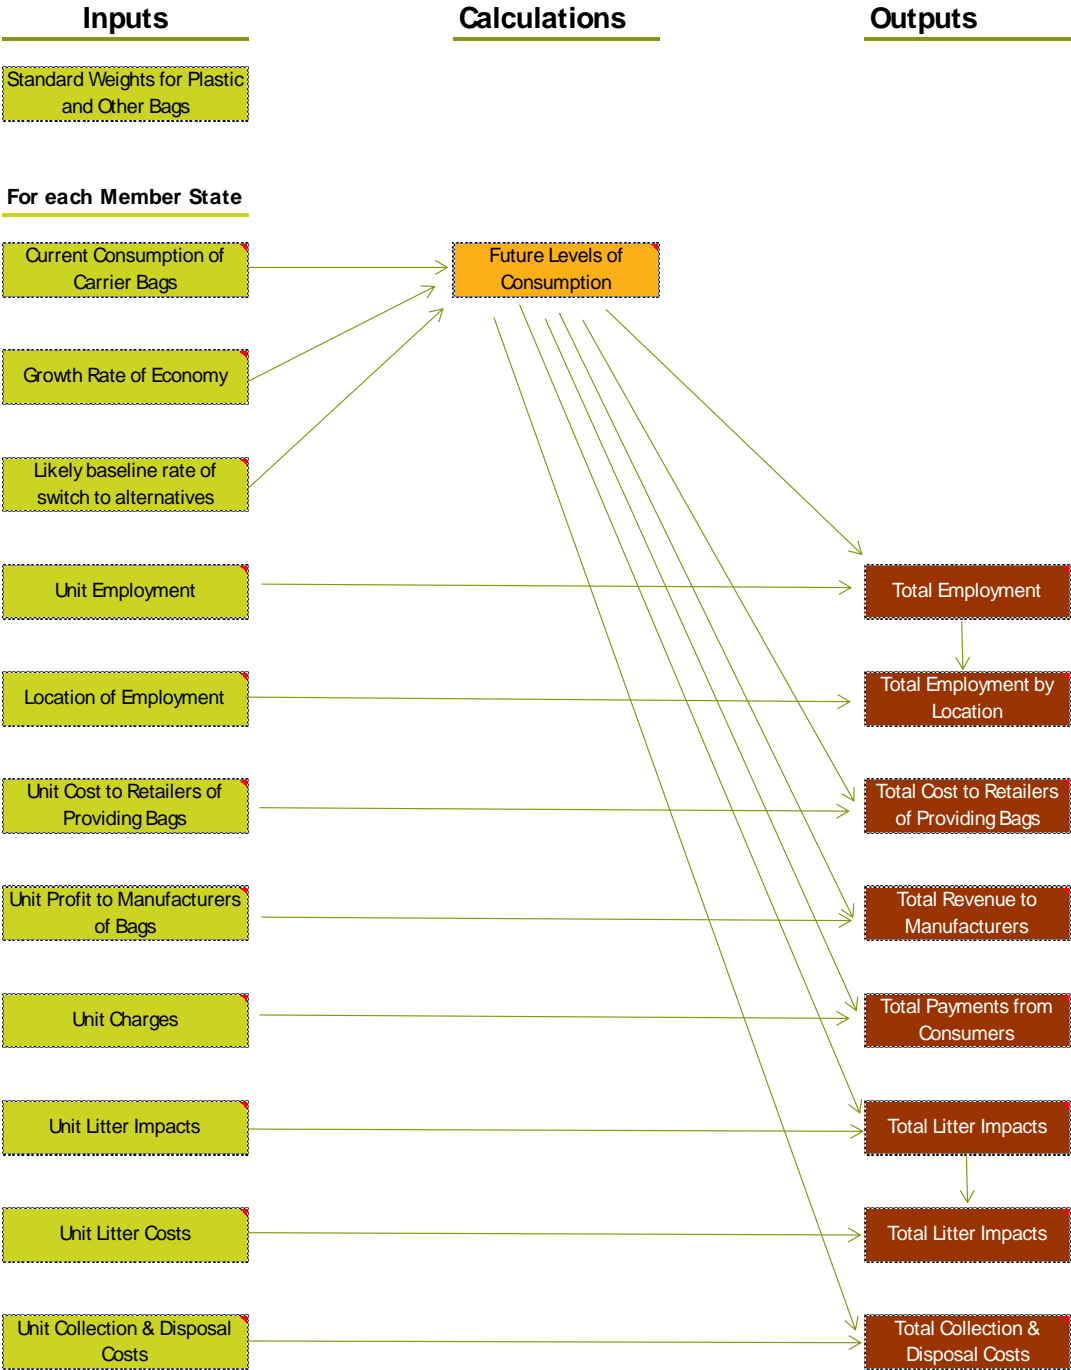 Inputs
Calculations
Outputs
Standard Weights for Plastic
and Other Bags
For each Member State
Current Consumption of
Carrier Bags
Future Levels of
Consumption
Growth Rate of Economy
Likely baseline rate of
switch to alternatives
Unit Employment
Total Employment
Location of Employment
Total Employment by
Location
Unit Cost to Retailers of
Providing Bags
Total Cost to Retailers
of Providing Bags
Unit Profit to Manufacturers
of Bags
Total Revenue to
Manufacturers
Unit Charges
Total Payments from
Consumers
Unit Litter Impacts
Total Litter Impacts
Unit Litter Costs
Total Litter Impacts
Unit Collection & Disposal
Costs
Total Collection &
Disposal Costs